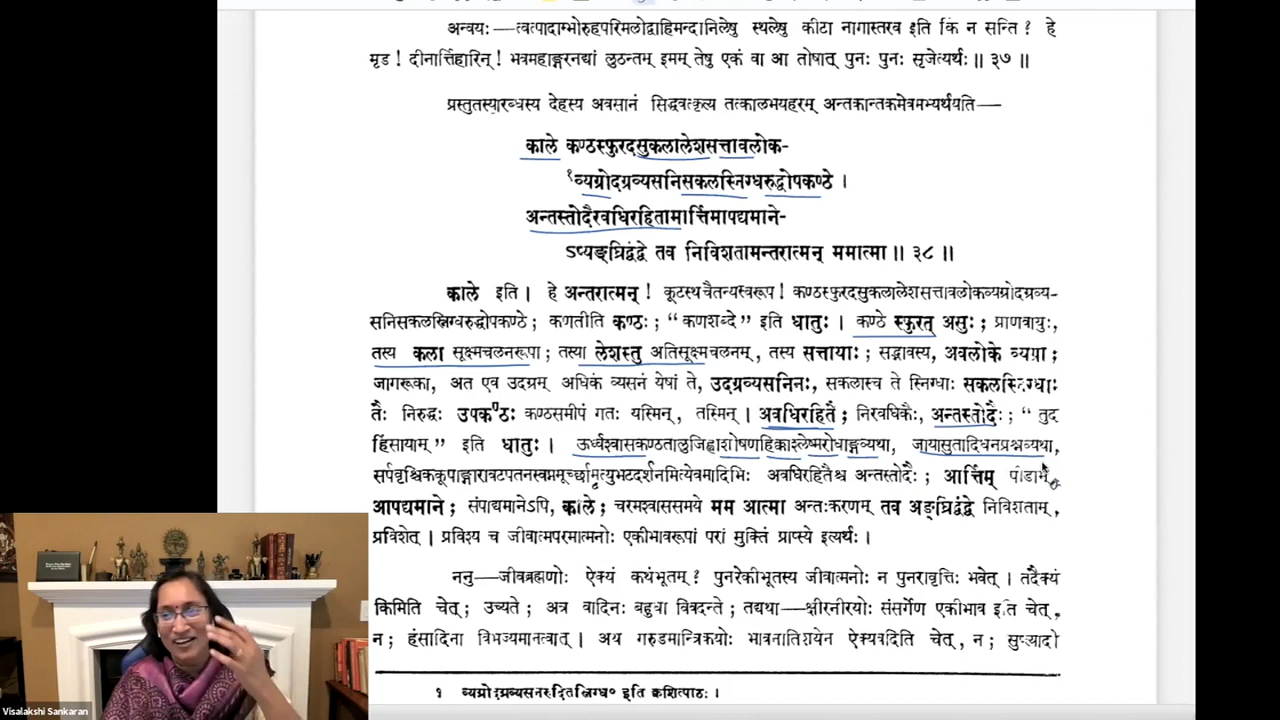 अन्वयः—त्वत्पादाम्भोरुहपरिमलोद्वाहिमन्दानिलेषु स्थलेषु कीटा नागास्तरव इति किं न सन्ति ? हे
मृड ! दीनार्त्तिहारिन् ! भवमहाङ्गरनद्यां लुठन्तम् इमम् तेषु एकं वा आ तोषात् पुनः पुनः सृजेत्यर्थः ॥ ३७ ॥
प्रस्तुतस्यारब्धस्य देहस्य अवसानं सिद्धवत्कृत्य तत्कालभयहरम् अन्तकान्तकमेवमभ्यर्थयति—
काले कण्ठस्फुरदसुकलालेशसत्तावलोक-
१व्यग्रोदग्रव्यसनिसकलस्निग्धरुद्धोपकण्ठे ।
अन्तस्तोदैरवधिरहितामार्त्तिमापद्यमाने-
ऽप्यङ्घ्रिद्वंद्वे तव निविशतामन्तरात्मन् ममात्मा ॥ ३८ ॥
काले इति । हे अन्तरात्मन् ! कूटस्थचैतन्यस्वरूप ! कण्ठस्फुरदसुकलालेशसत्तावलोकव्यग्रोदग्रव्य-
सनिसकलस्निग्धरुद्धोपकण्ठे ; कणतीति कण्ठः ; “कणशब्दे” इति धातुः । कण्ठे स्फुरत् असुः ; प्राणवायुः,
तस्य कला सूक्ष्मचलनरूपा ; तस्या लेशस्तु अतिसूक्ष्मचलनम् , तस्य सत्तायाः ; सद्भावस्य, अवलोके व्यग्रा ;
जागरूका, अत एव उदग्रम् अधिकं व्यसनं येषां ते, उदग्रव्यसनिनः, सकलास्च ते स्निग्धाः सकलस्निग्धाः
तैः निरुद्धः उपकण्ठः कण्ठसमीपं गतः यस्मिन् , तस्मिन् । अवधिरहितैः ; निरवधिकैः, अन्तस्तोदैः ; “तुद
हिंसायाम्” इति धातुः । ऊर्ध्वश्वासकण्ठतालुजिह्वाशोषणहिक्काश्लेष्मरोधाङ्गव्यथा, जायासुतादिधनप्रश्नव्यथा,
सर्पवृश्चिककूपाङ्गारावटपतनस्वप्नमूर्च्छामृत्युभटदर्शनमित्येवमादिभिः अवधिरहितैश्च अन्तस्तोदैः ; आर्त्तिम् पीडाम्
आपद्यमाने ; संपाद्यमानेऽपि, काले ; चरमश्वाससमये मम आत्मा अन्तःकरणम् तव अङ्घ्रिद्वंद्वे निविशताम् ,
प्रविशेत् । प्रविश्य च जीवात्मपरमात्मनोः एकीभावरूपां परां मुक्तिं प्राप्स्ये इत्यर्थः ।
ननु—जीवब्रह्मणोः ऐक्यं कथंभूतम् ? पुनरेकीभूतस्य जीवात्मनोः न पुनरावृत्तिः भवेत् । तदैक्यं
किमिति चेत् ; उच्यते ; अत्र वादिनः बहुधा विवदन्ते ; तद्यथा—क्षीरनीरयोः संसर्गेण एकीभाव इति चेत् ,
न ; हंसादिना विभज्यमानत्वात् । अथ गरुडमान्त्रिकयोः भावनातिशयेन ऐक्यवदिति चेत् , न ; सुप्त्यादौ
१ व्यग्रोदग्रव्यसनरुदितस्निग्ध० इति क्वचित्पाठः ।
Visalakshi Sankaran